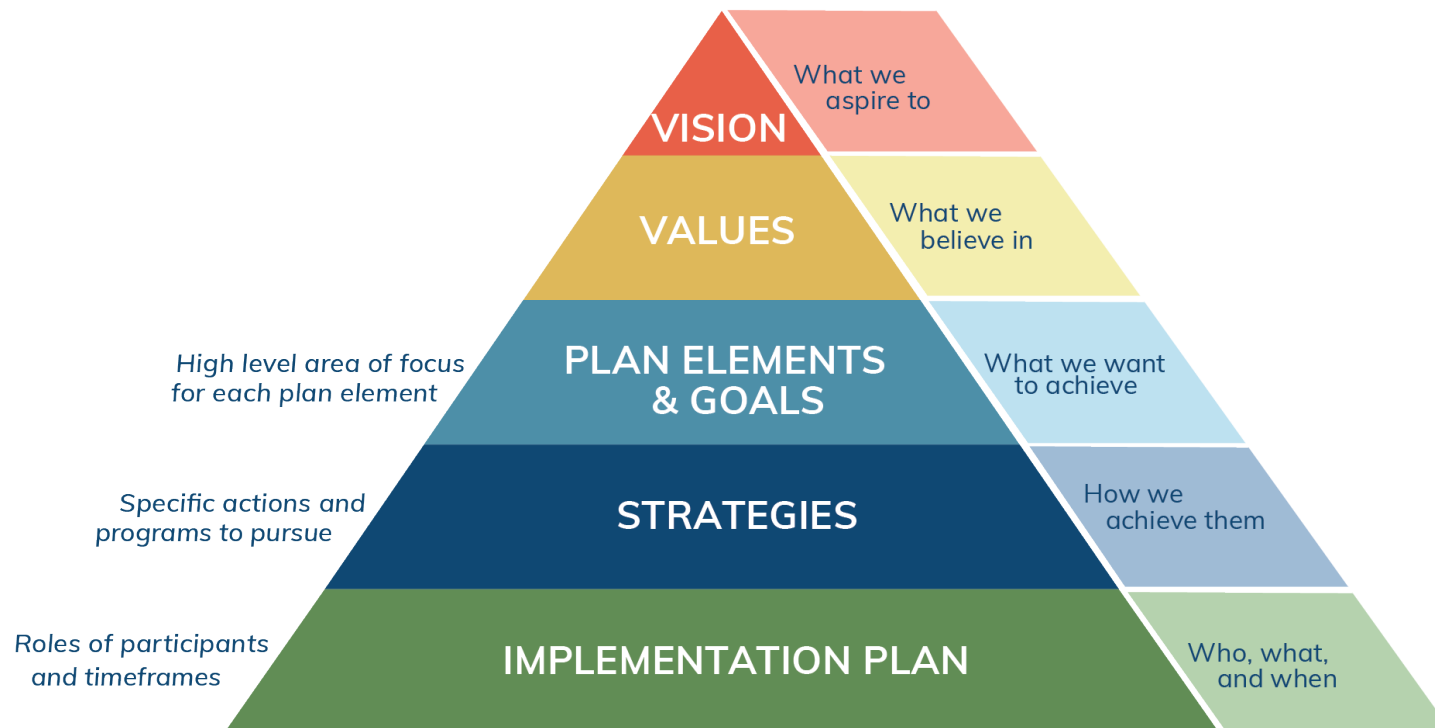 What we
aspire to
VISION
What we
believe in
VALUES
High level area of focus
for each plan element
PLAN ELEMENTS
& GOALS
What we want
to achieve
Specific actions and
programs to pursue
STRATEGIES
How we
achieve them
Roles of participants
and timeframes
IMPLEMENTATION PLAN
Who, what,
and when